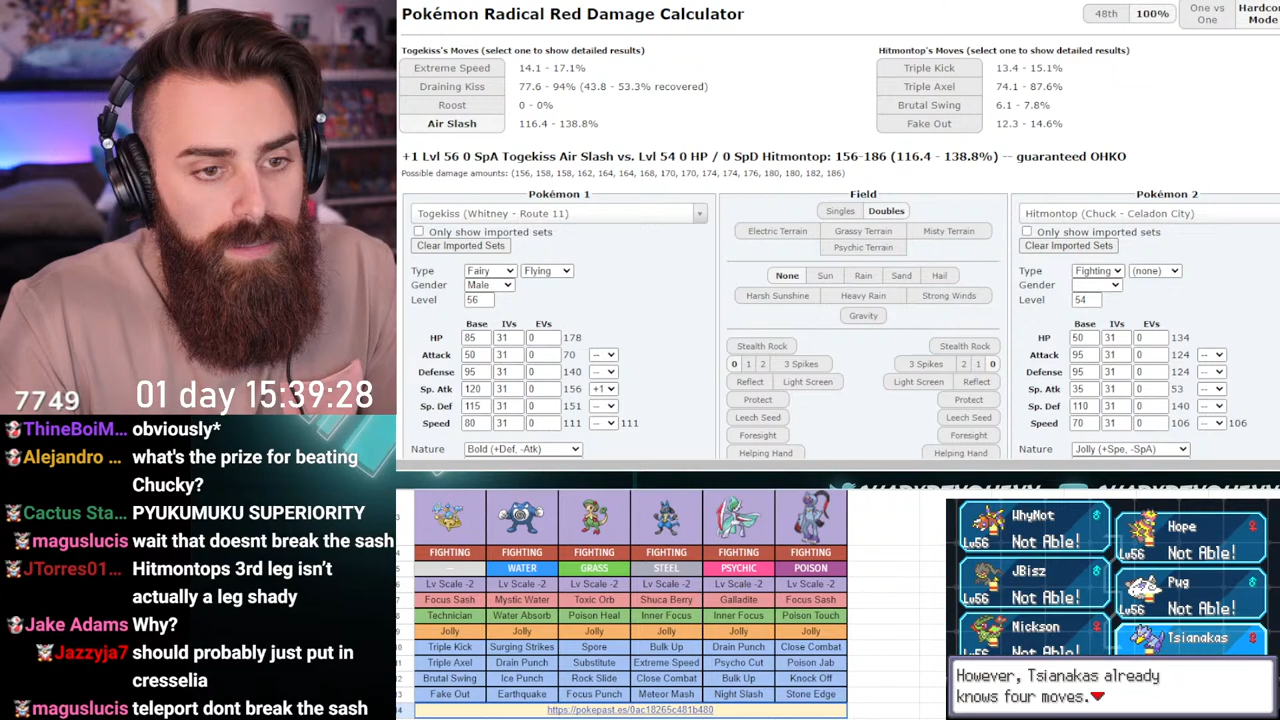 Pokémon Radical Red Damage Calculator
48th 100%
One vs One
Hardcor Mode
Togekiss's Moves (select one to show detailed results)
Extreme Speed 14.1 - 17.1%
Draining Kiss 77.6 - 94% (43.8 - 53.3% recovered)
Roost 0 - 0%
Air Slash 116.4 - 138.8%
Hitmontop's Moves (select one to show detailed results)
Triple Kick 13.4 - 15.1%
Triple Axel 74.1 - 87.6%
Brutal Swing 6.1 - 7.8%
Fake Out 12.3 - 14.6%
+1 Lvl 56 0 SpA Togekiss Air Slash vs. Lvl 54 0 HP / 0 SpD Hitmontop: 156-186 (116.4 - 138.8%) -- guaranteed OHKO
Possible damage amounts: (156, 158, 158, 162, 164, 164, 168, 170, 170, 174, 174, 176, 180, 180, 182, 186)
Pokémon 1
Togekiss (Whitney - Route 11)
Only show imported sets
Clear Imported Sets
Type Fairy Flying
Gender Male
Level 56
Base IVs EVs
HP 85 31 0 178
Attack 50 31 0 70 --
Defense 95 31 0 140 --
Sp. Atk 120 31 0 156 +1
Sp. Def 115 31 0 151 --
Speed 80 31 0 111 -- 111
Nature Bold (+Def, -Atk)
Field
Singles Doubles
Electric Terrain Grassy Terrain Misty Terrain
Psychic Terrain
None Sun Rain Sand Hail
Harsh Sunshine Heavy Rain Strong Winds
Gravity
Stealth Rock Stealth Rock
0 1 2 3 Spikes 3 Spikes 2 1 0
Reflect Light Screen Light Screen Reflect
Protect Protect
Leech Seed Leech Seed
Foresight Foresight
Helping Hand Helping Hand
Pokémon 2
Hitmontop (Chuck - Celadon City)
Only show imported sets
Clear Imported Sets
Type Fighting (none)
Gender
Level 54
Base IVs EVs
HP 50 31 0 134
Attack 95 31 0 124 --
Defense 95 31 0 124 --
Sp. Atk 35 31 0 53 --
Sp. Def 110 31 0 140 --
Speed 70 31 0 106 -- 106
Nature Jolly (+Spe, -SpA)
7749 01 day 15:39:28
ThineBoiM… obviously*
Alejandro … what's the prize for beating
Chucky?
Cactus Sta… PYUKUMUKU SUPERIORITY
maguslucis wait that doesnt break the sash
JTorres01… Hitmontops 3rd leg isn't
actually a leg shady
Jake Adams Why?
Jazzyja7 should probably just put in
cresselia
maguslucis teleport dont break the sash
FIGHTING FIGHTING FIGHTING FIGHTING FIGHTING FIGHTING
-- WATER GRASS STEEL PSYCHIC POISON
Lv Scale -2 Lv Scale -2 Lv Scale -2 Lv Scale -2 Lv Scale -2 Lv Scale -2
Focus Sash Mystic Water Toxic Orb Shuca Berry Galladite Focus Sash
Technician Water Absorb Poison Heal Inner Focus Inner Focus Poison Touch
Jolly Jolly Jolly Jolly Jolly Jolly
Triple Kick Surging Strikes Spore Bulk Up Drain Punch Close Combat
Triple Axel Drain Punch Substitute Extreme Speed Psycho Cut Poison Jab
Brutal Swing Ice Punch Rock Slide Close Combat Bulk Up Knock Off
Fake Out Earthquake Focus Punch Meteor Mash Night Slash Stone Edge
https://pokepast.es/0ac18265c481b480
WhyNot
Lv56 Not Able!
Hope
Lv56 Not Able!
JBisz
Lv56 Not Able!
Pug
Lv56 Not Able!
Nickson
Tsianakas
However, Tsianakas already
knows four moves.